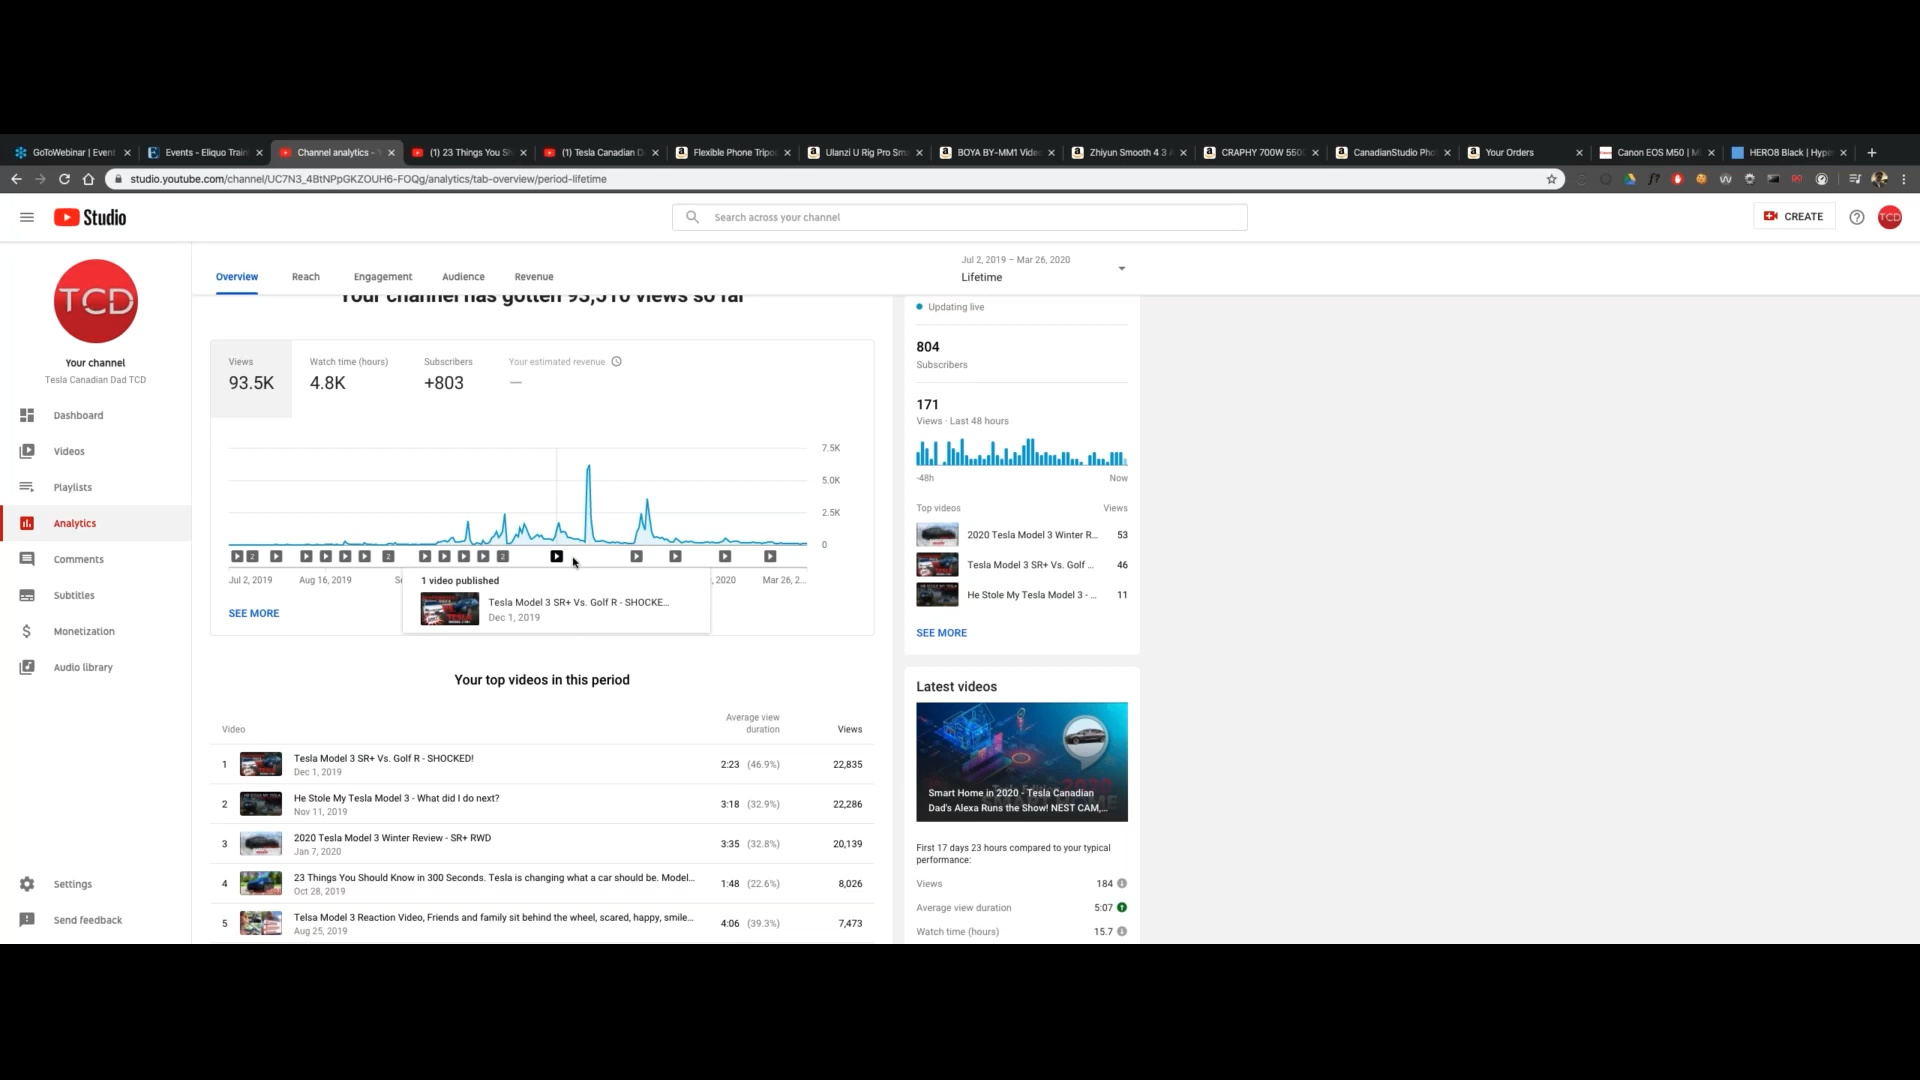 GoToWebinar | Event
Events - Eliquo Train
Channel analytics -
(1) 23 Things You Sh
(1) Tesla Canadian D
Flexible Phone Tripo
Ulanzi U Rig Pro Sm
BOYA BY-MM1 Vide
Zhiyun Smooth 4 3
CRAPHY 700W 550
CanadianStudio Pho
Your Orders
Canon EOS M50 | M
HERO8 Black | Hype
studio.youtube.com/channel/UC7N3_4BtNPpGKZOUH6-FOQg/analytics/tab-overview/period-lifetime
Studio
Search across your channel
CREATE
TCD
TCD
Your channel
Tesla Canadian Dad TCD
Dashboard
Videos
Playlists
Analytics
Comments
Subtitles
Monetization
Audio library
Settings
Send feedback
Overview
Reach
Engagement
Audience
Revenue
Jul 2, 2019 – Mar 26, 2020
Lifetime
Your channel has gotten 93,510 views so far
Views
93.5K
Watch time (hours)
4.8K
Subscribers
+803
Your estimated revenue
—
7.5K
5.0K
2.5K
0
2
2
2
Jul 2, 2019
Aug 16, 2019
Se
, 2020
Mar 26, 2...
1 video published
Tesla Model 3 SR+ Vs. Golf R - SHOCKE...
Dec 1, 2019
SEE MORE
Your top videos in this period
Video
Average view
duration
Views
1
Tesla Model 3 SR+ Vs. Golf R - SHOCKED!
Dec 1, 2019
2:23 (46.9%)
22,835
2
He Stole My Tesla Model 3 - What did I do next?
Nov 11, 2019
3:18 (32.9%)
22,286
3
2020 Tesla Model 3 Winter Review - SR+ RWD
Jan 7, 2020
3:35 (32.8%)
20,139
4
23 Things You Should Know in 300 Seconds. Tesla is changing what a car should be. Model...
Oct 28, 2019
1:48 (22.6%)
8,026
5
Telsa Model 3 Reaction Video, Friends and family sit behind the wheel, scared, happy, smile...
Aug 25, 2019
4:06 (39.3%)
7,473
Updating live
804
Subscribers
171
Views · Last 48 hours
-48h
Now
Top videos
Views
2020 Tesla Model 3 Winter R...
53
Tesla Model 3 SR+ Vs. Golf ...
46
He Stole My Tesla Model 3 - ...
11
SEE MORE
Latest videos
Smart Home in 2020 - Tesla Canadian
Dad's Alexa Runs the Show! NEST CAM,...
First 17 days 23 hours compared to your typical
performance:
Views
184
Average view duration
5:07
Watch time (hours)
15.7